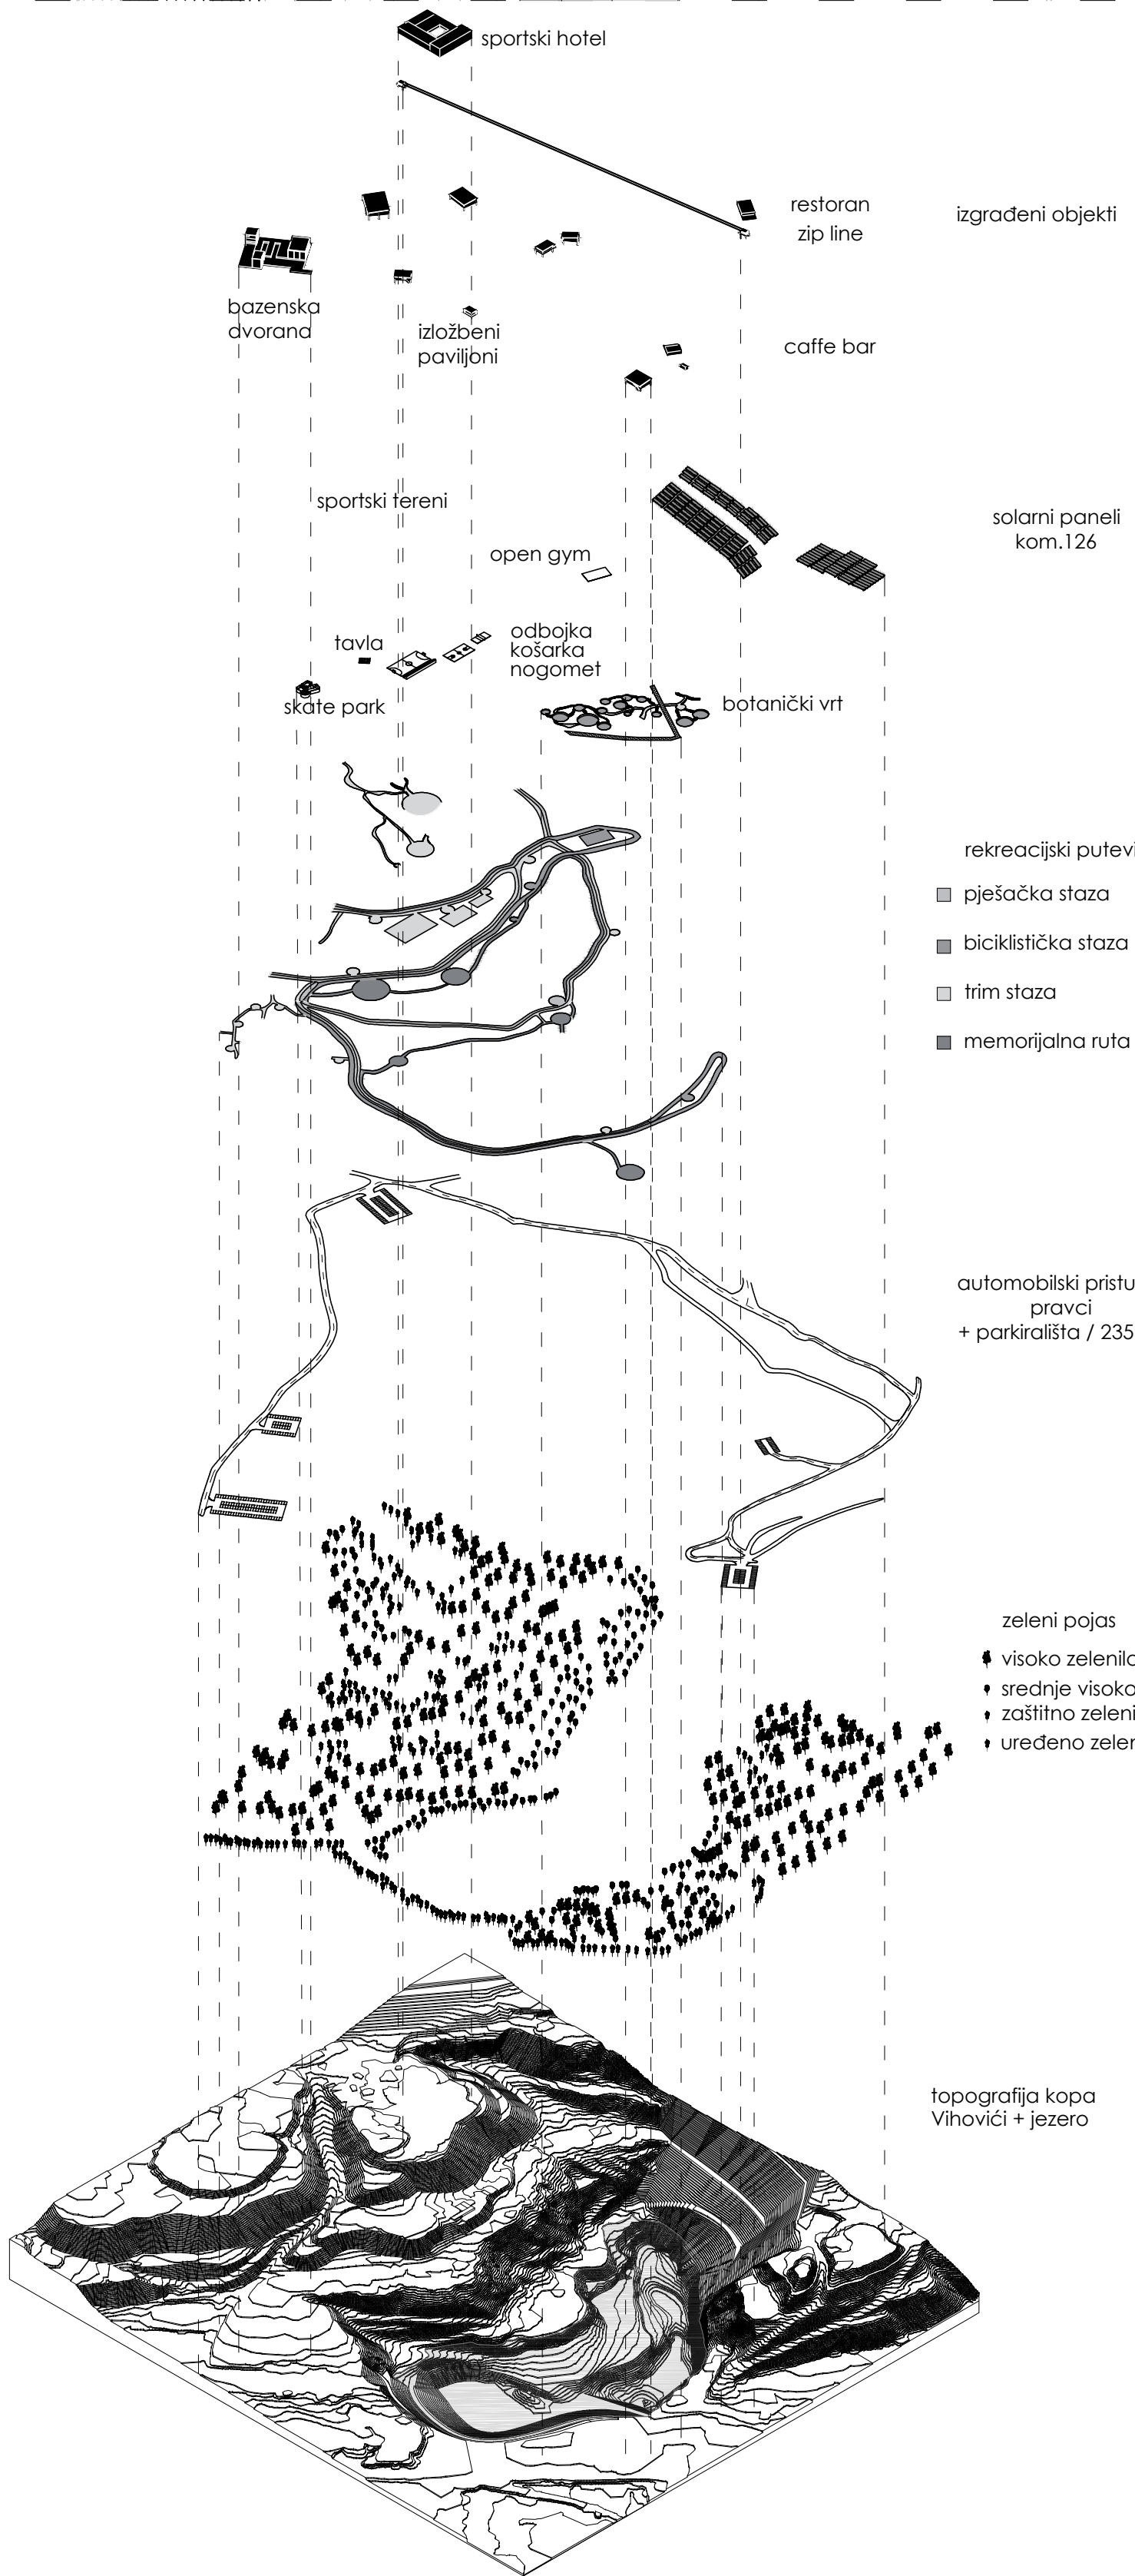 sportski hotel
restoran
zip line
izgrađeni objekti
bazenska
dvorana
izložbeni
paviljoni
caffe bar
sportski tereni
solarni paneli
kom.126
open gym
tavla
odbojka
košarka
nogomet
skate park
botanički vrt
rekreacijski putevi
pješačka staza
biciklistička staza
trim staza
memorijalna ruta
automobilski pristu
pravci
+ parkirališta / 235
zeleni pojas
visoko zelenilo
srednje visoko
zaštitno zeleni
uređeno zelen
topografija kopa
Vihovići + jezero